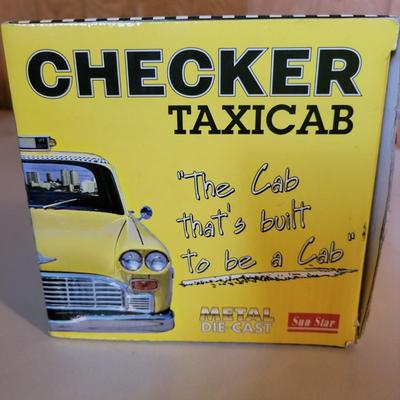 CHECKER
TAXICAB
"The Cab
that's built
to be a Cab"
METAL
DIE-CAST
Sun Star